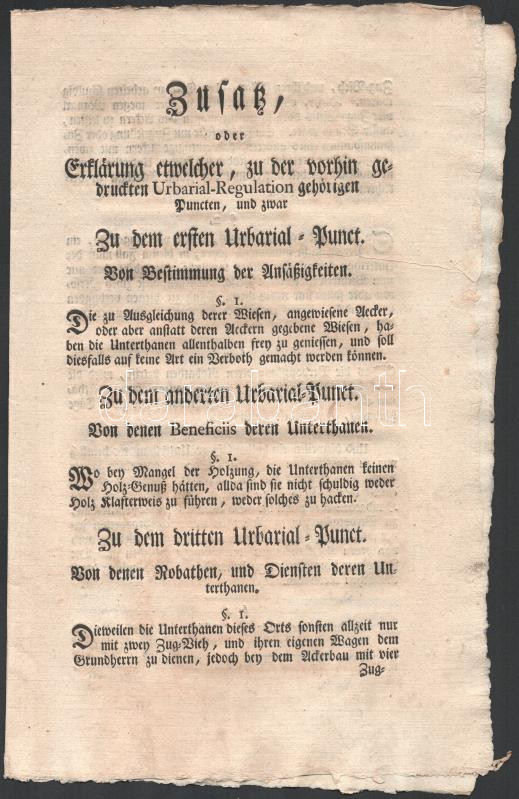 Zusatz,
oder
Erklärung etwelcher, zu der vorhin ge-
druckten Urbarial-Regulation gehörigen
Puncten, und zwar
Zu dem ersten Urbarial-Punct.
Von Bestimmung der Ansäßigkeiten.
§. 1.
Die zu Ausgleichung derer Wiesen, angewiesene Aecker,
oder aber anstatt deren Aeckern gegebene Wiesen, ha-
ben die Unterthanen allenthalben frey zu geniessen, und soll
diesfalls auf keine Art ein Verboth gemacht werden können.
Zu dem anderten Urbarial-Punct.
Von denen Beneficiis deren Unterthanen.
§. 1.
Wo bey Mangel der Holzung, die Unterthanen keinen
Holz-Genuß hätten, allda sind sie nicht schuldig weder
Holz Klafterweis zu führen, weder solches zu hacken.
Zu dem dritten Urbarial-Punct.
Von denen Robathen, und Diensten deren Un-
terthanen.
§. 1.
Dieweilen die Unterthanen dieses Orts sonsten allzeit nur
mit zwey Zug-Vieh, und ihren eigenen Wagen dem
Grundherrn zu dienen, jedoch bey dem Ackerbau mit vier
Zug-
darabanth